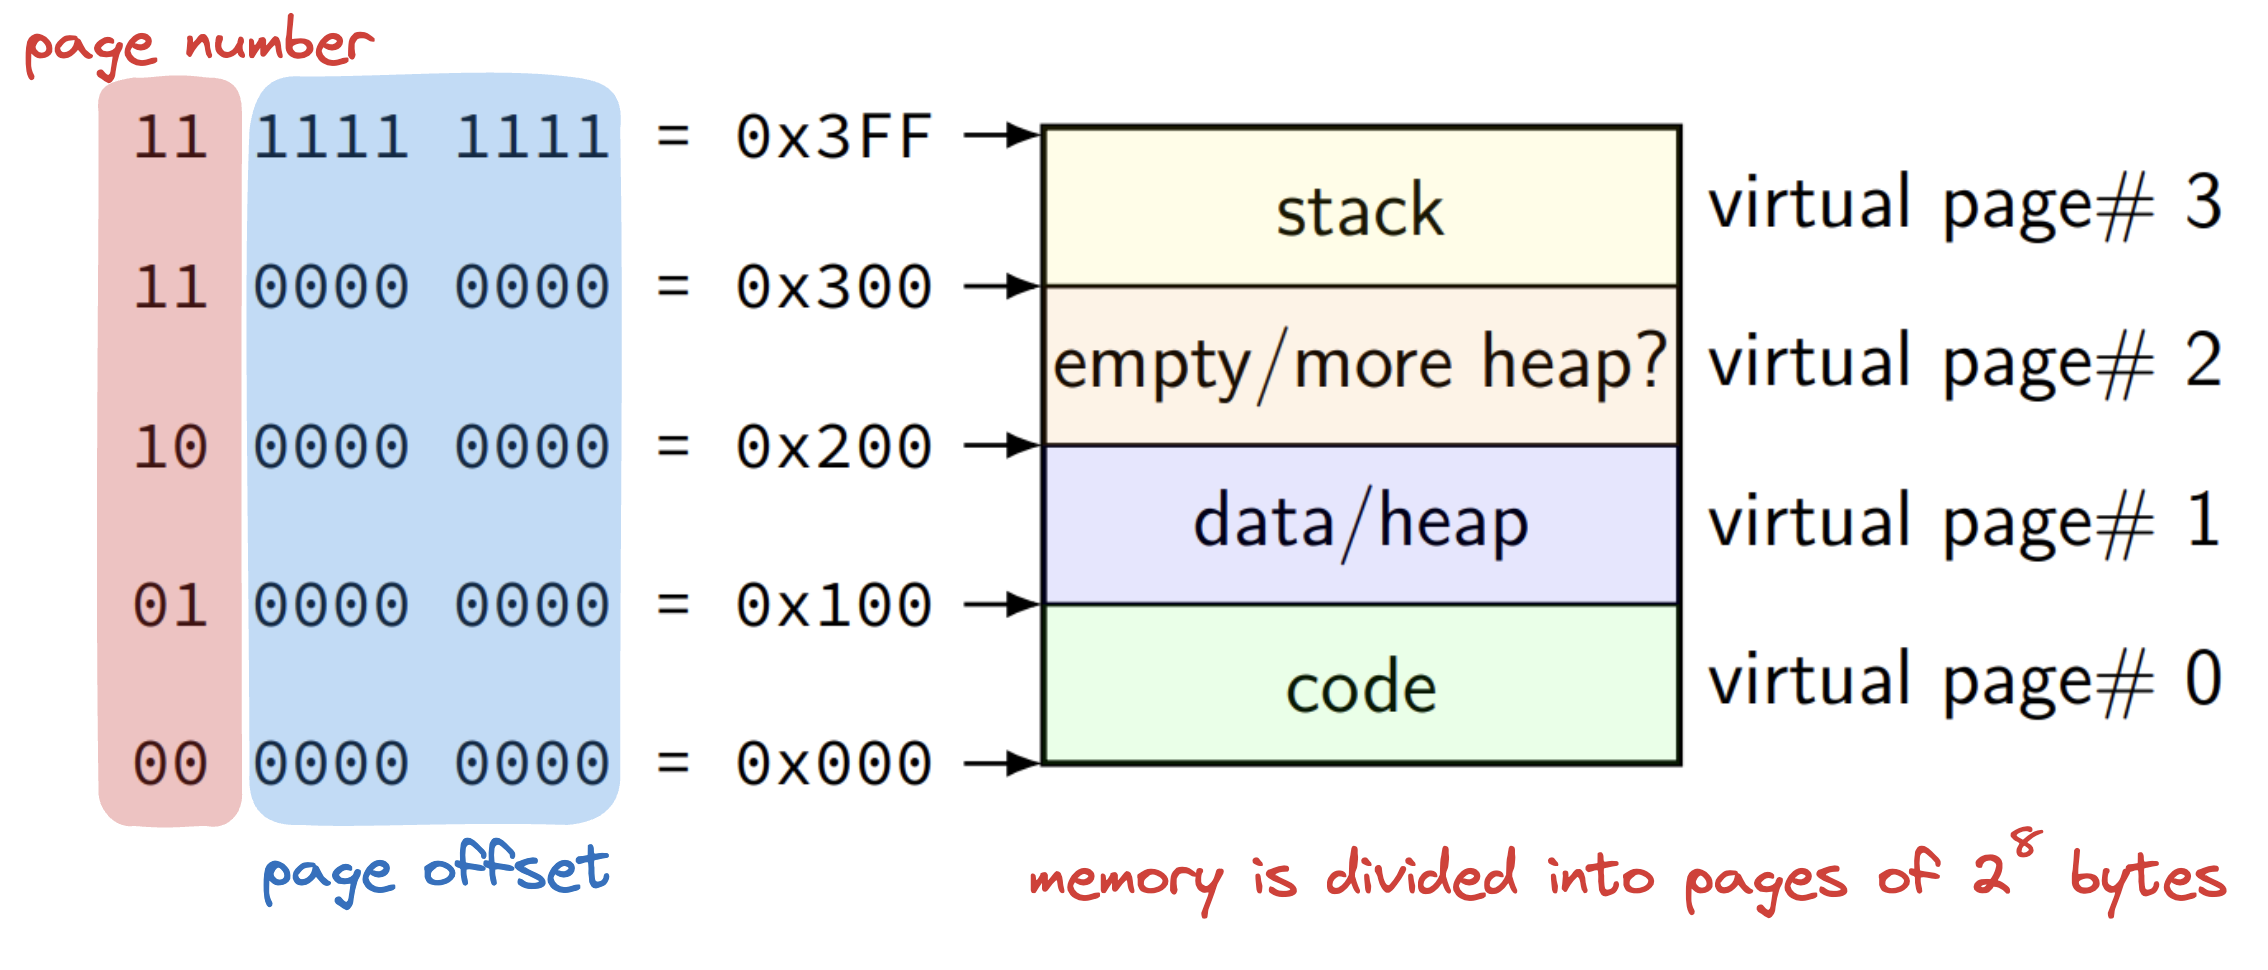 page number
11 1111 1111 = 0x3FF
stack
virtual page# 3
11 0000 0000 = 0x300
empty/more heap?
virtual page# 2
10 0000 0000 = 0x200
data/heap
virtual page# 1
01 0000 0000 = 0x100
code
virtual page# 0
00 0000 0000 = 0x000
page offset
memory is divided into pages of 2⁸ bytes